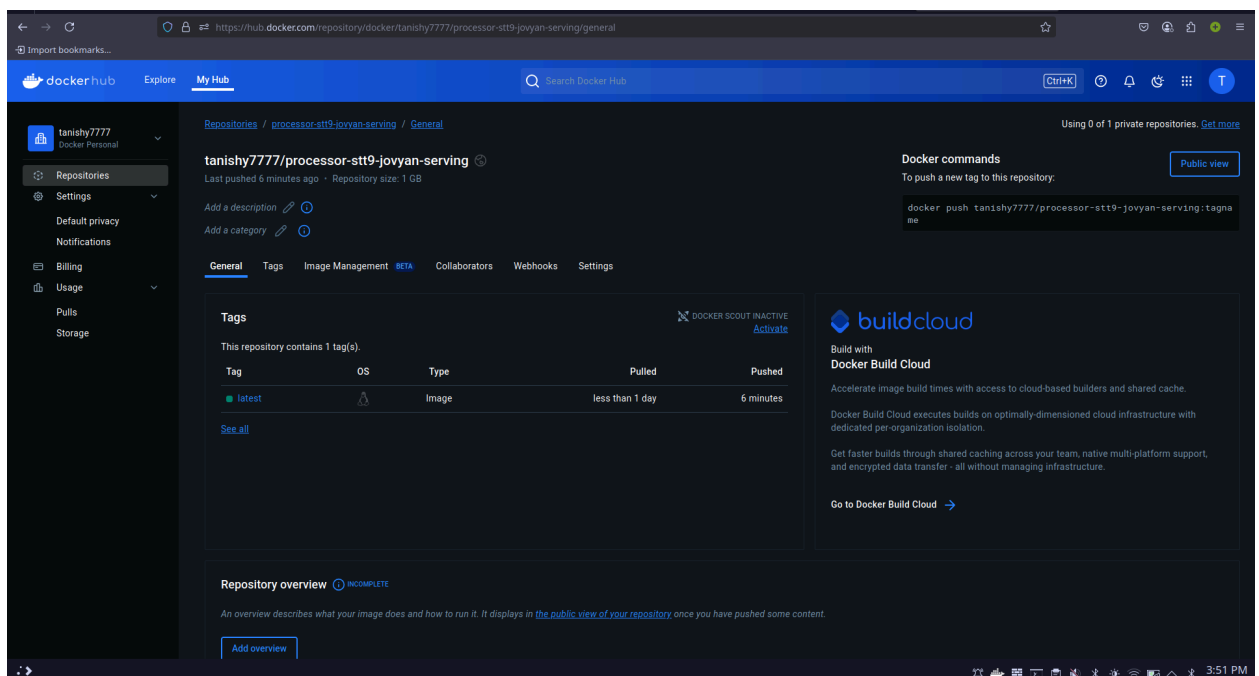 https://hub.docker.com/repository/docker/tanishy7777/processor-stt9-jovyan-serving/general
Import bookmarks...
dockerhub
Explore
My Hub
Search Docker Hub
Ctrl+K
T
tanishy7777
Docker Personal
Repositories
Settings
Default privacy
Notifications
Billing
Usage
Pulls
Storage
Repositories / processor-stt9-jovyan-serving / General
Using 0 of 1 private repositories. Get more
tanishy7777/processor-stt9-jovyan-serving
Last pushed 6 minutes ago • Repository size: 1 GB
Add a description
Add a category
Docker commands
Public view
To push a new tag to this repository:
docker push tanishy7777/processor-stt9-jovyan-serving:tagna
me
General Tags Image Management BETA Collaborators Webhooks Settings
Tags
DOCKER SCOUT INACTIVE
Activate
This repository contains 1 tag(s).
Tag OS Type Pulled Pushed
latest Image less than 1 day 6 minutes
See all
buildcloud
Build with
Docker Build Cloud
Accelerate image build times with access to cloud-based builders and shared cache.
Docker Build Cloud executes builds on optimally-dimensioned cloud infrastructure with
dedicated per-organization isolation.
Get faster builds through shared caching across your team, native multi-platform support,
and encrypted data transfer - all without managing infrastructure.
Go to Docker Build Cloud
Repository overview INCOMPLETE
An overview describes what your image does and how to run it. It displays in the public view of your repository once you have pushed some content.
Add overview
3:51 PM